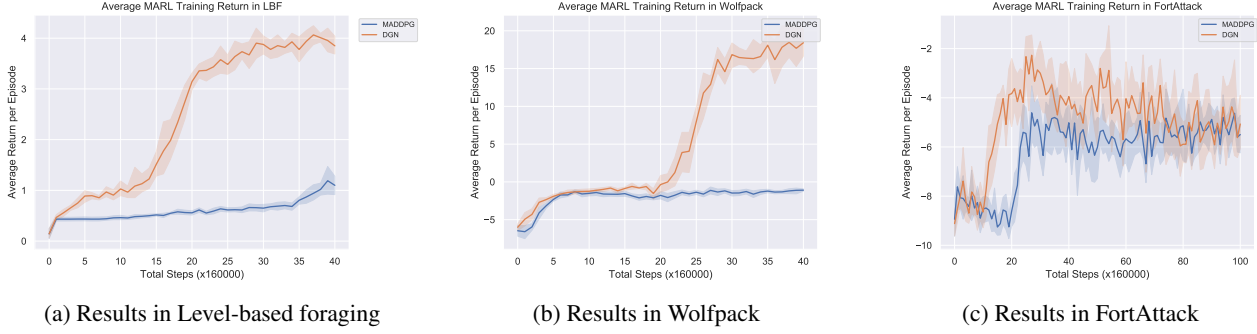 Average MARL Training Return in LBF
MADDPG
DGN
Average Return per Episode
4
3
2
1
0
0 5 10 15 20 25 30 35 40
Total Steps (x160000)
(a) Results in Level-based foraging
Average MARL Training Return in Wolfpack
MADDPG
DGN
Average Return per Episode
20
15
10
5
0
−5
0 5 10 15 20 25 30 35 40
Total Steps (x160000)
(b) Results in Wolfpack
Average MARL Training Return in FortAttack
MADDPG
DGN
Average Return per Episode
−2
−4
−6
−8
−10
0 20 40 60 80 100
Total Steps (x160000)
(c) Results in FortAttack